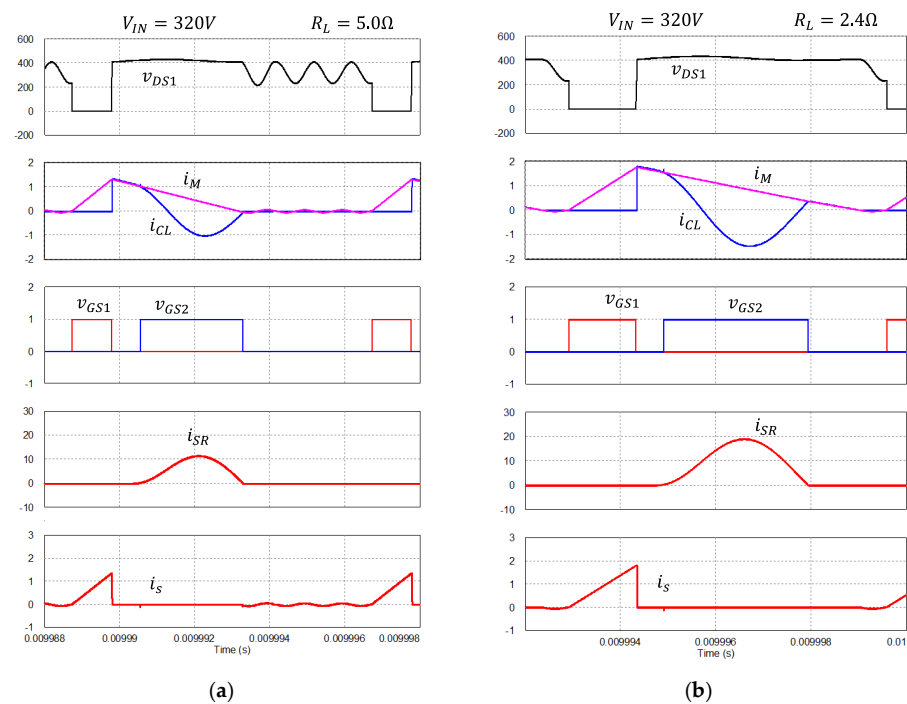 V_IN = 320V R_L = 5.0Ω
600
400
200
0
-200
v_DS1
2
1
0
-1
-2
i_M
i_CL
2
1
0
-1
v_GS1 v_GS2
30
20
10
0
-10
i_SR
3
2
1
0
-1
i_s
0.009988 0.00999 0.009992 0.009994 0.009996 0.009998
Time (s)
(a)
V_IN = 320V R_L = 2.4Ω
600
400
200
0
-200
v_DS1
2
1
0
-1
-2
i_M
i_CL
2
1
0
-1
v_GS1 v_GS2
30
20
10
0
-10
i_SR
3
2
1
0
-1
i_s
0.009994 0.009996 0.009998 0.01
Time (s)
(b)